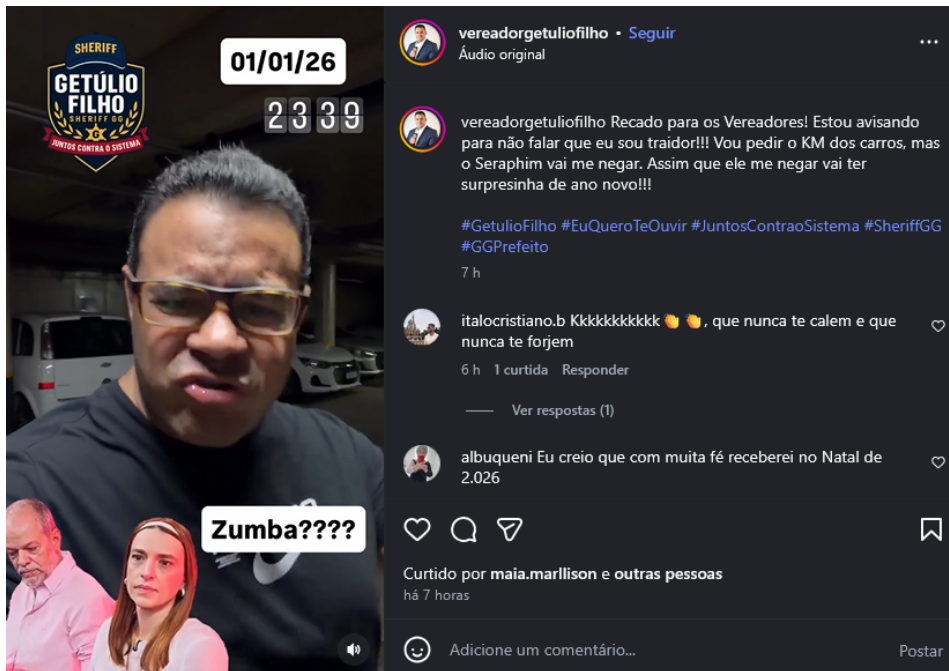 SHERIFF
GETÚLIO
FILHO
SHERIFF GG
JUNTOS CONTRA O SISTEMA
01/01/26
23 39
Zumba????
vereadorgetuliofilho • Seguir
Áudio original
vereadorgetuliofilho Recado para os Vereadores! Estou avisando
para não falar que eu sou traidor!!! Vou pedir o KM dos carros, mas
o Seraphim vai me negar. Assim que ele me negar vai ter
surpresinha de ano novo!!!
#GetulioFilho #EuQueroTeOuvir #JuntosContraoSistema #SheriffGG
#GGPrefeito
7 h
italocristiano.b Kkkkkkkkkkk 👏 👏, que nunca te calem e que
nunca te forjem
6 h 1 curtida Responder
Ver respostas (1)
albuqueni Eu creio que com muita fé receberei no Natal de
2.026
Curtido por maia.marllison e outras pessoas
há 7 horas
Adicione um comentário...
Postar